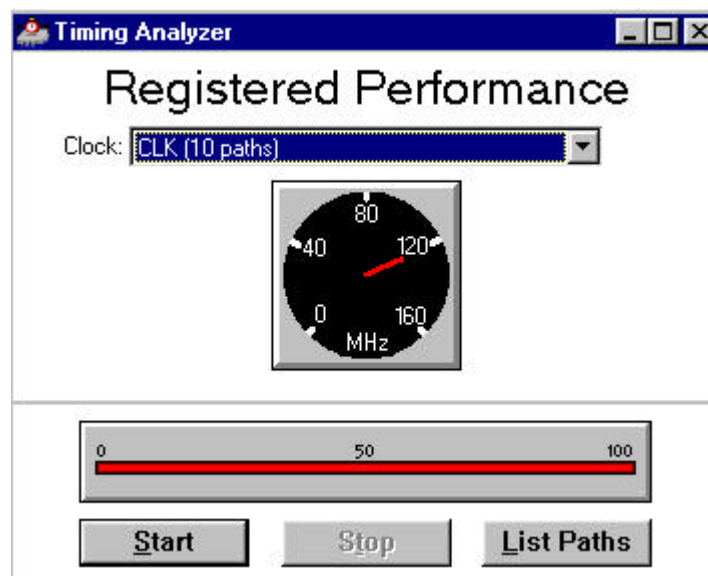 Timing Analyzer
Registered Performance
Clock: CLK (10 paths)
80
40 120
0 160
MHz
0 50 100
Start Stop List Paths